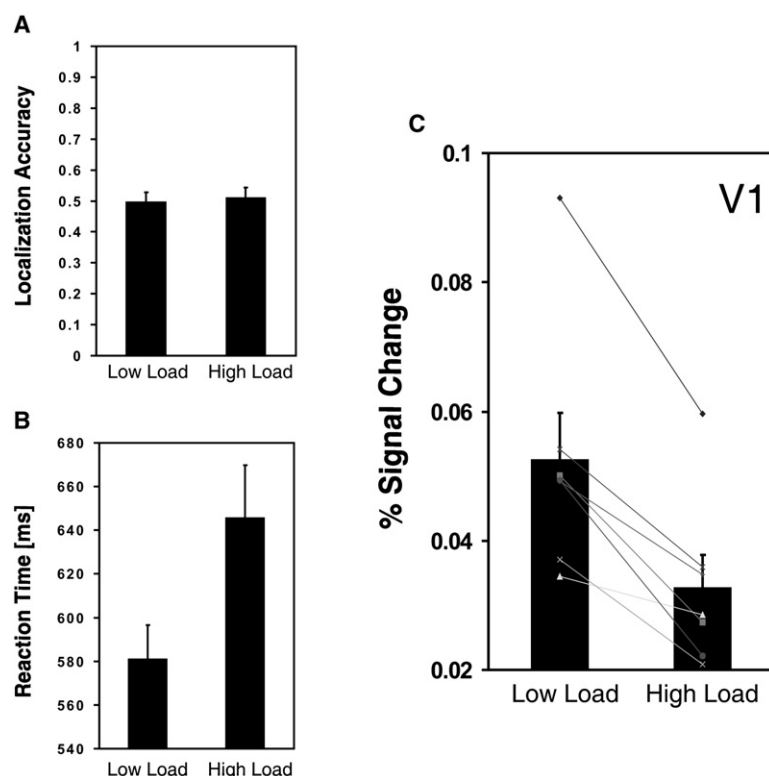 A
Localization Accuracy
1
0.9
0.8
0.7
0.6
0.5
0.4
0.3
0.2
0.1
0
Low Load High Load
B
Reaction Time [ms]
680
660
640
620
600
580
560
540
Low Load High Load
C
% Signal Change
V1
0.1
0.08
0.06
0.04
0.02
Low Load High Load